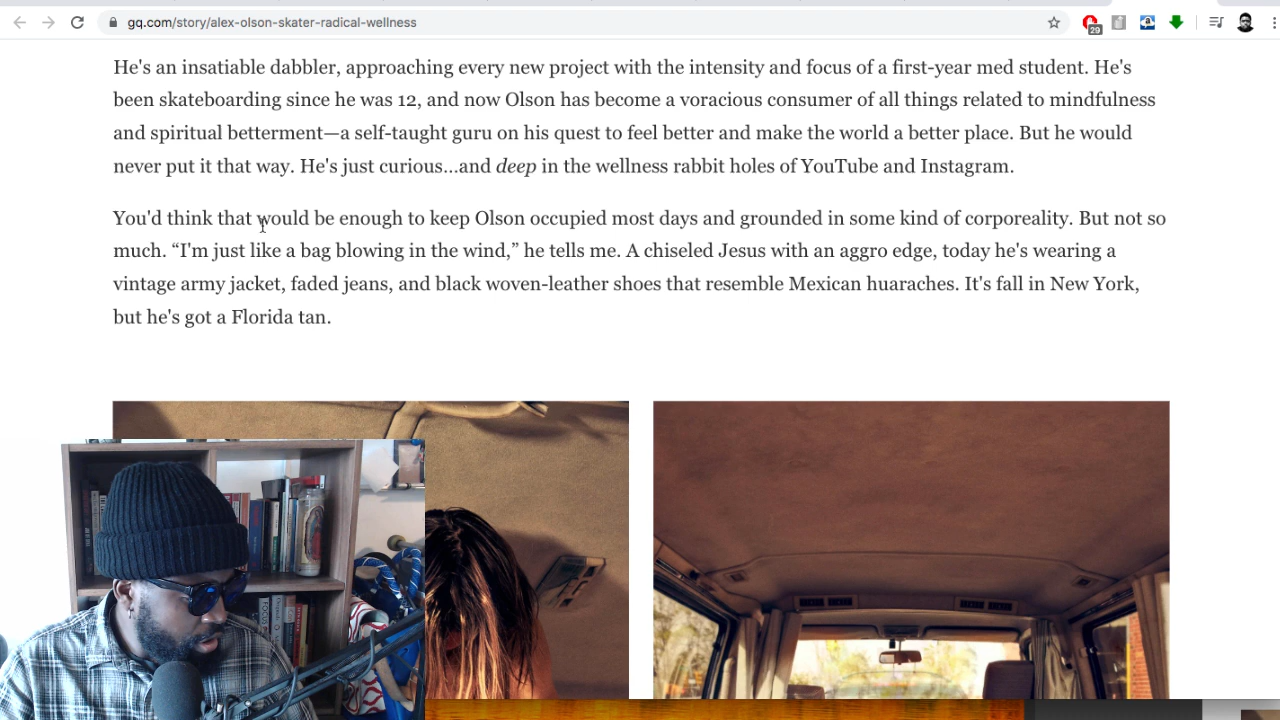 gq.com/story/alex-olson-skater-radical-wellness
29
He's an insatiable dabbler, approaching every new project with the intensity and focus of a first-year med student. He's
been skateboarding since he was 12, and now Olson has become a voracious consumer of all things related to mindfulness
and spiritual betterment—a self-taught guru on his quest to feel better and make the world a better place. But he would
never put it that way. He's just curious...and deep in the wellness rabbit holes of YouTube and Instagram.
You'd think that would be enough to keep Olson occupied most days and grounded in some kind of corporeality. But not so
much. “I'm just like a bag blowing in the wind,” he tells me. A chiseled Jesus with an aggro edge, today he's wearing a
vintage army jacket, faded jeans, and black woven-leather shoes that resemble Mexican huaraches. It's fall in New York,
but he's got a Florida tan.